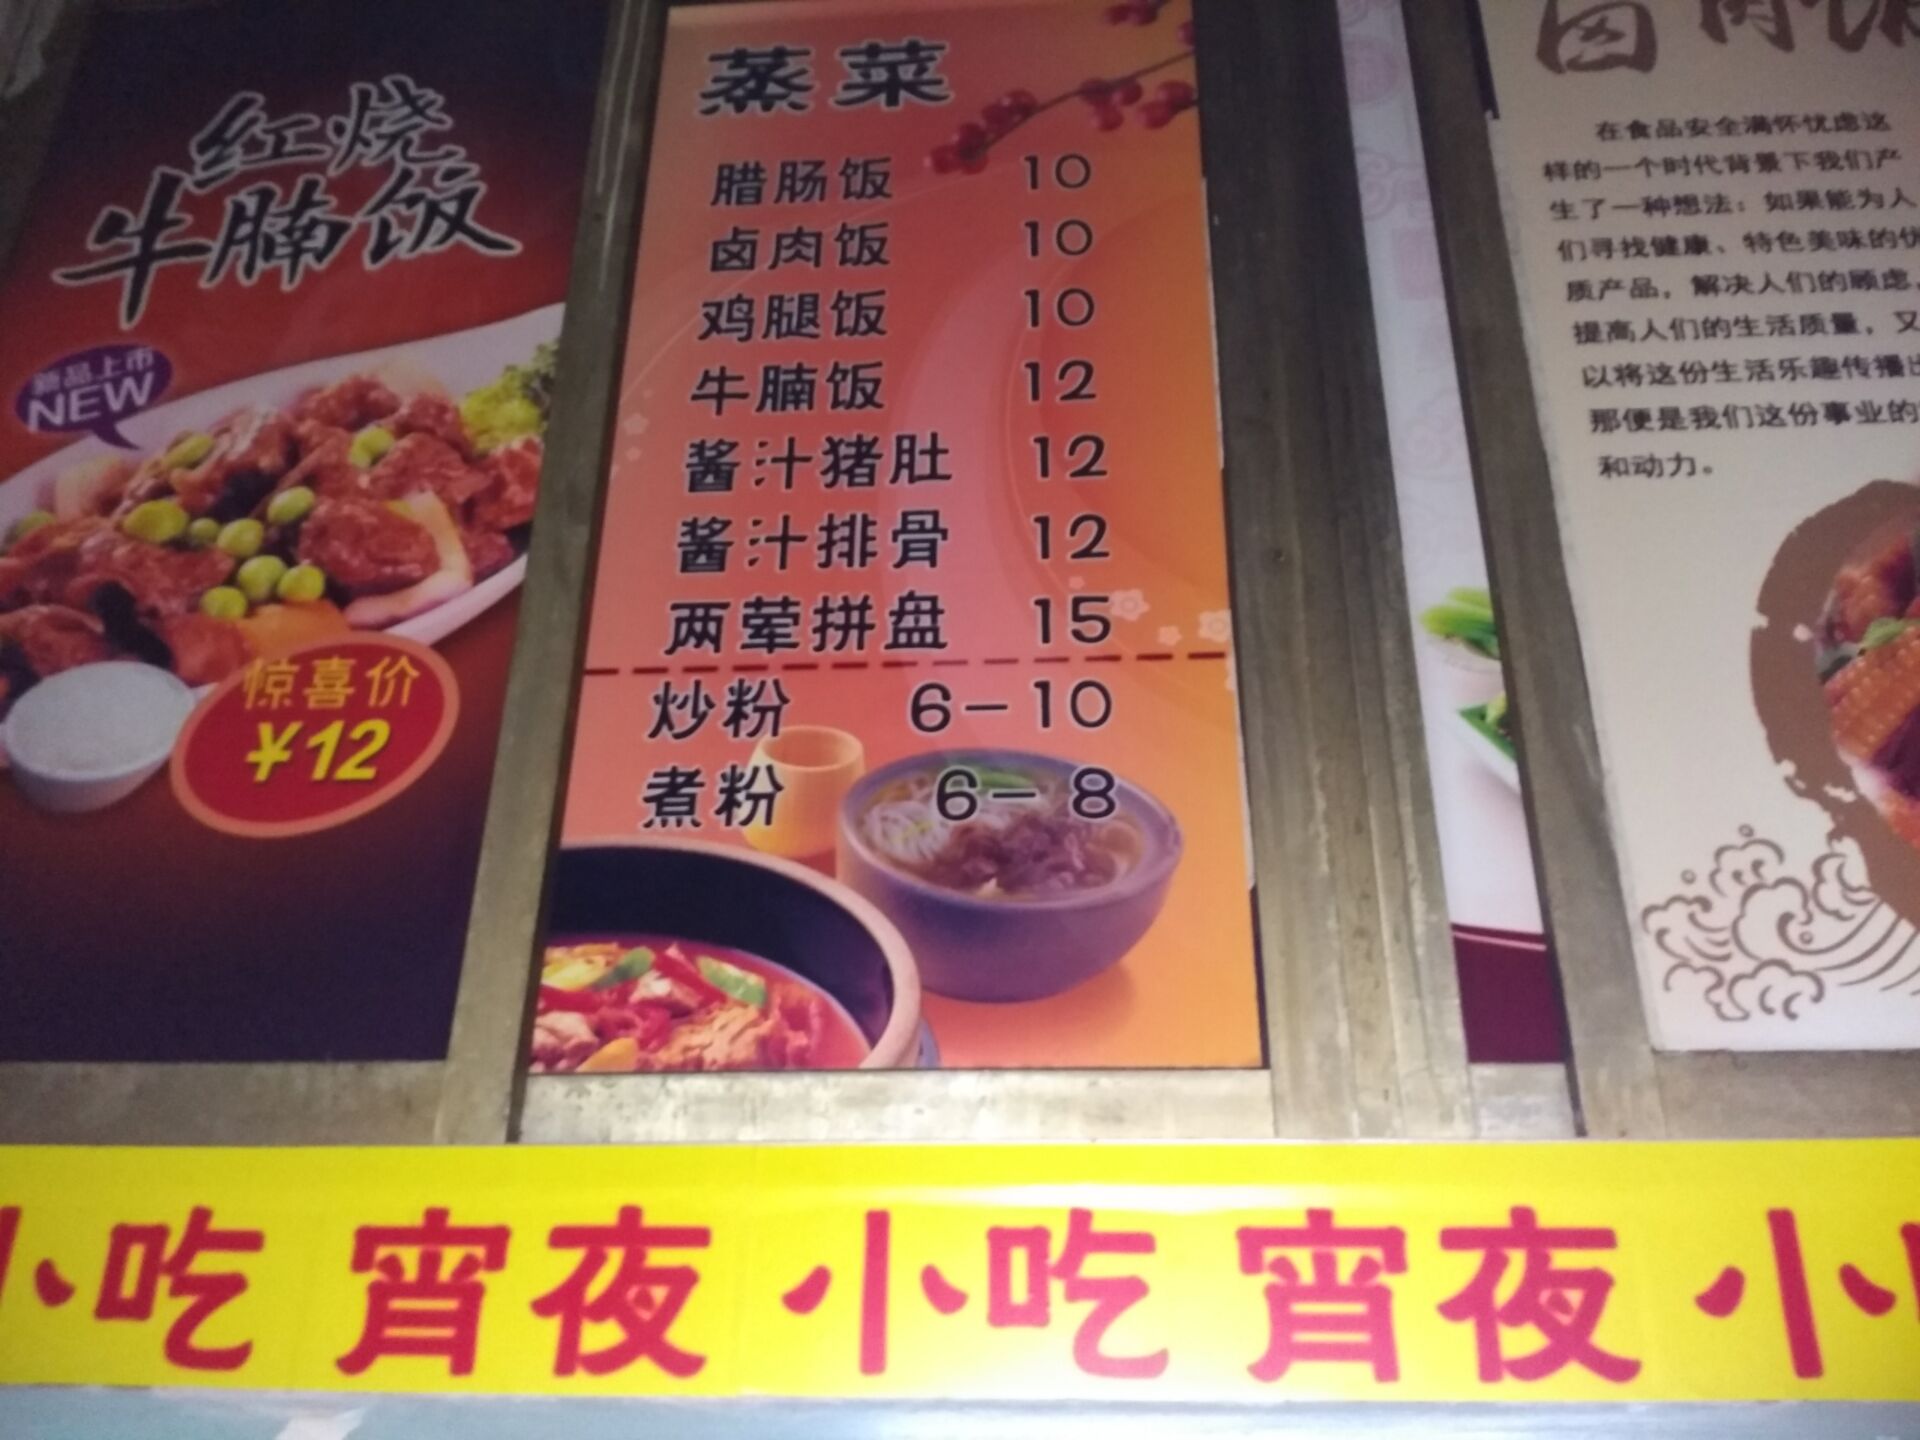 红烧
牛腩饭
新品上市
NEW
惊喜价
¥12
蒸菜
腊肠饭 10
卤肉饭 10
鸡腿饭 10
牛腩饭 12
酱汁猪肚 12
酱汁排骨 12
两荤拼盘 15
炒粉 6-10
煮粉 6-8
卤肉饭
在食品安全满怀忧虑这
样的一个时代背景下我们产
生了一种想法：如果能为人
们寻找健康、特色美味的优
质产品，解决人们的顾虑，
提高人们的生活质量，又
以将这份生活乐趣传播出
那便是我们这份事业的
和动力。
小吃 宵夜 小吃 宵夜 小